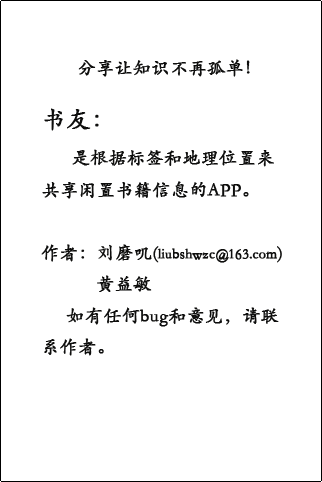 分享让知识不再孤单!
书友：
是根据标签和地理位置来
共享闲置书籍信息的APP。
作者：刘磨叽(liubshwzc@163.com)
黄益敏
如有任何bug和意见，请联
系作者。